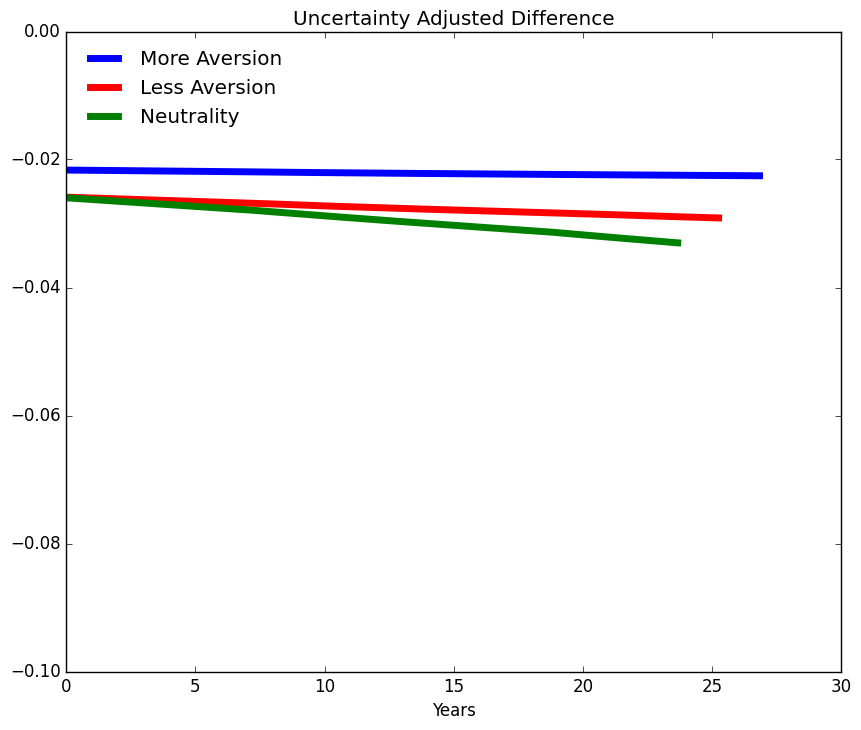 Uncertainty Adjusted Difference
0.00
More Aversion
Less Aversion
Neutrality
−0.02
−0.04
−0.06
−0.08
−0.10
0 5 10 15 20 25 30
Years